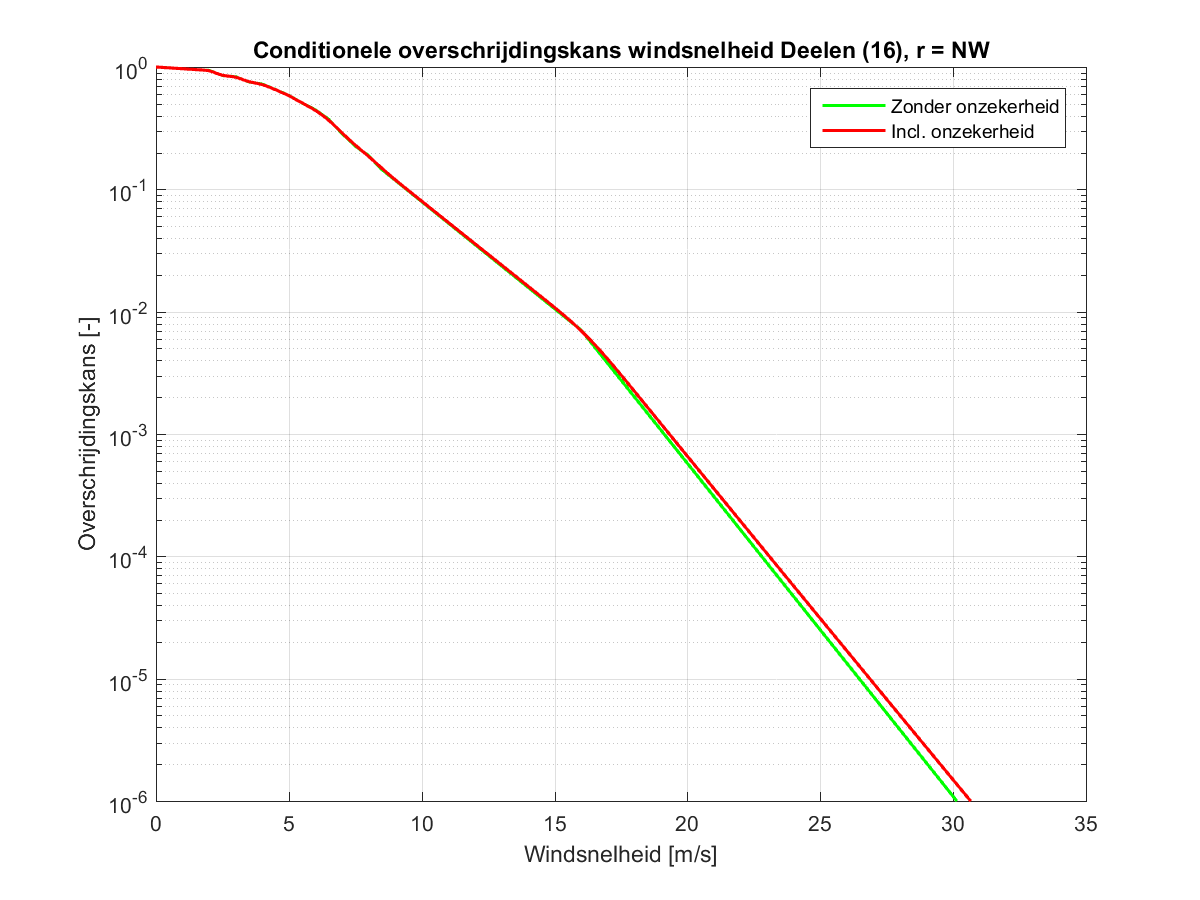 Conditionele overschrijdingskans windsnelheid Deelen (16), r = NW
Zonder onzekerheid
Incl. onzekerheid
10^0
10^-1
10^-2
10^-3
10^-4
10^-5
10^-6
Overschrijdingskans [-]
0 5 10 15 20 25 30 35
Windsnelheid [m/s]